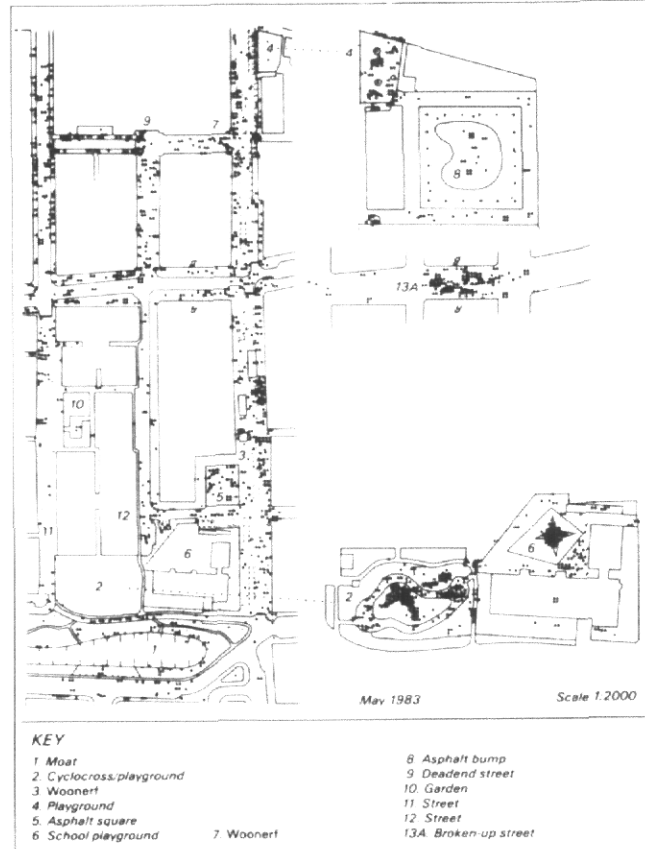 4
4
9
7
8
13A
10
3
5
11
12
6
6
2
2
1
May 1983
Scale 1:2000
KEY
1 Moat
2. Cyclocross/playground
3 Woonerf
4 Playground
5. Asphalt square
6 School playground
7. Woonerf
8 Asphalt bump
9 Deadend street
10. Garden
11 Street
12 Street
13A. Broken-up street